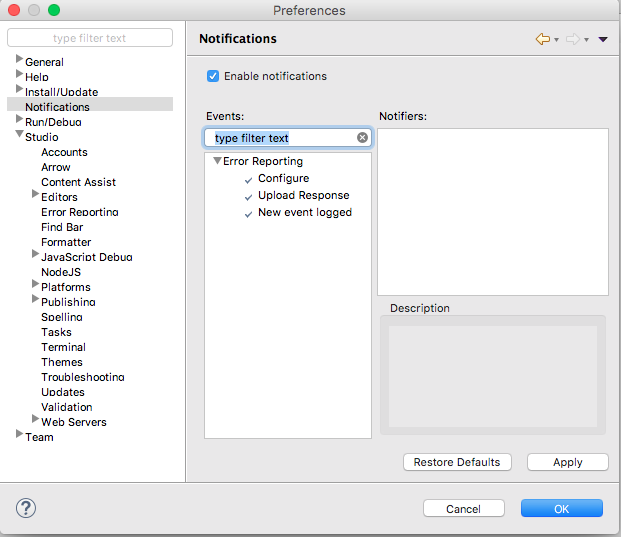 Preferences
type filter text
General
Help
Install/Update
Notifications
Run/Debug
Studio
Accounts
Arrow
Content Assist
Editors
Error Reporting
Find Bar
Formatter
JavaScript Debug
NodeJS
Platforms
Publishing
Spelling
Tasks
Terminal
Themes
Troubleshooting
Updates
Validation
Web Servers
Team
Notifications
Enable notifications
Events:
type filter text
Error Reporting
Configure
Upload Response
New event logged
Notifiers:
Description
Restore Defaults
Apply
?
Cancel
OK